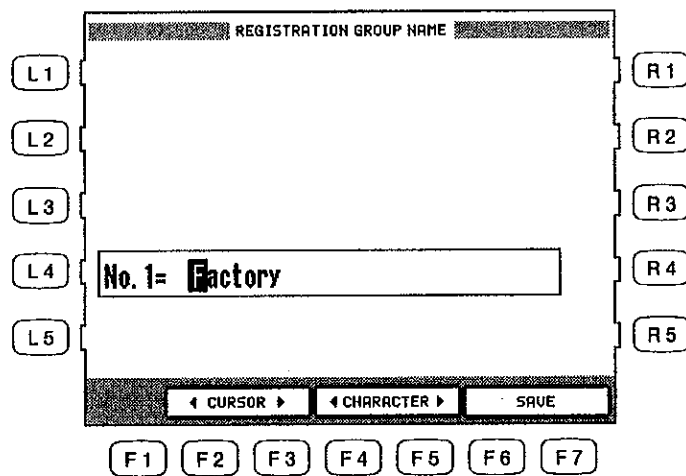 REGISTRATION GROUP NAME
L1
R1
L2
R2
L3
R3
L4
No. 1= Factory
R4
L5
R5
◀ CURSOR ▶ ◀ CHARACTER ▶ SAVE
F1 F2 F3 F4 F5 F6 F7